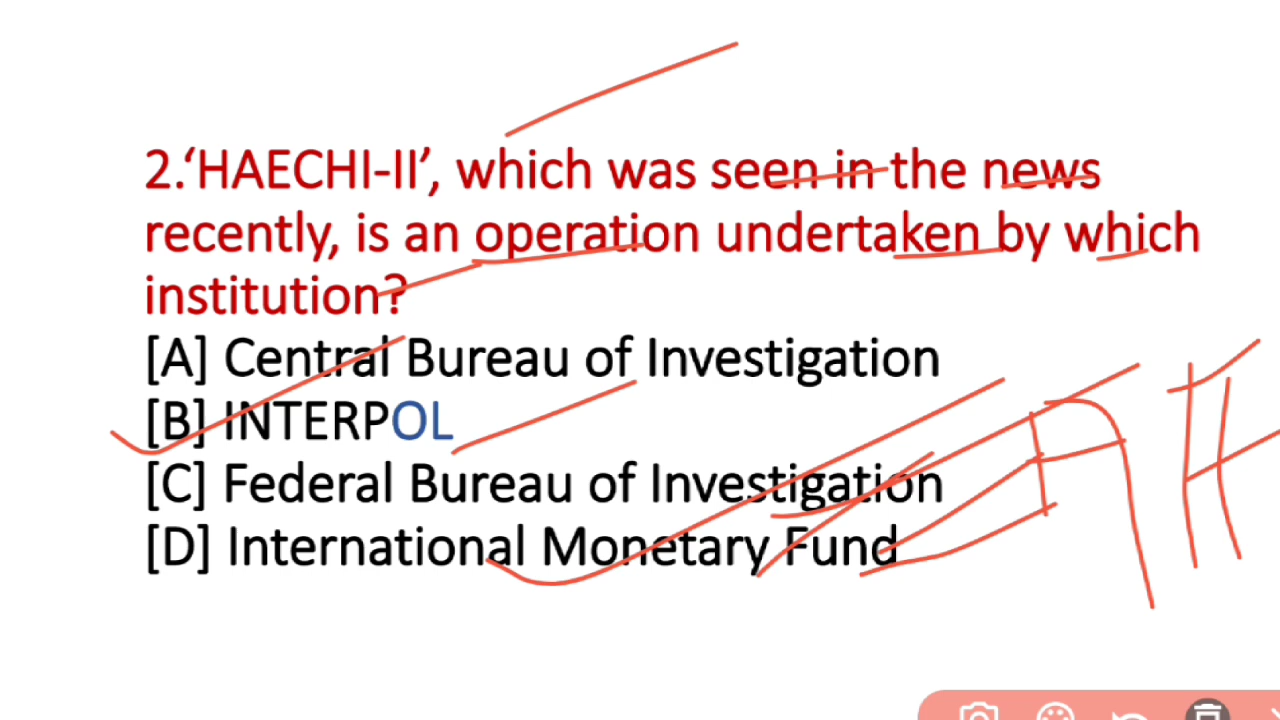 2.‘HAECHI-II’, which was seen in the news
recently, is an operation undertaken by which
institution?
[A] Central Bureau of Investigation
[B] INTERPOL
[C] Federal Bureau of Investigation
[D] International Monetary Fund